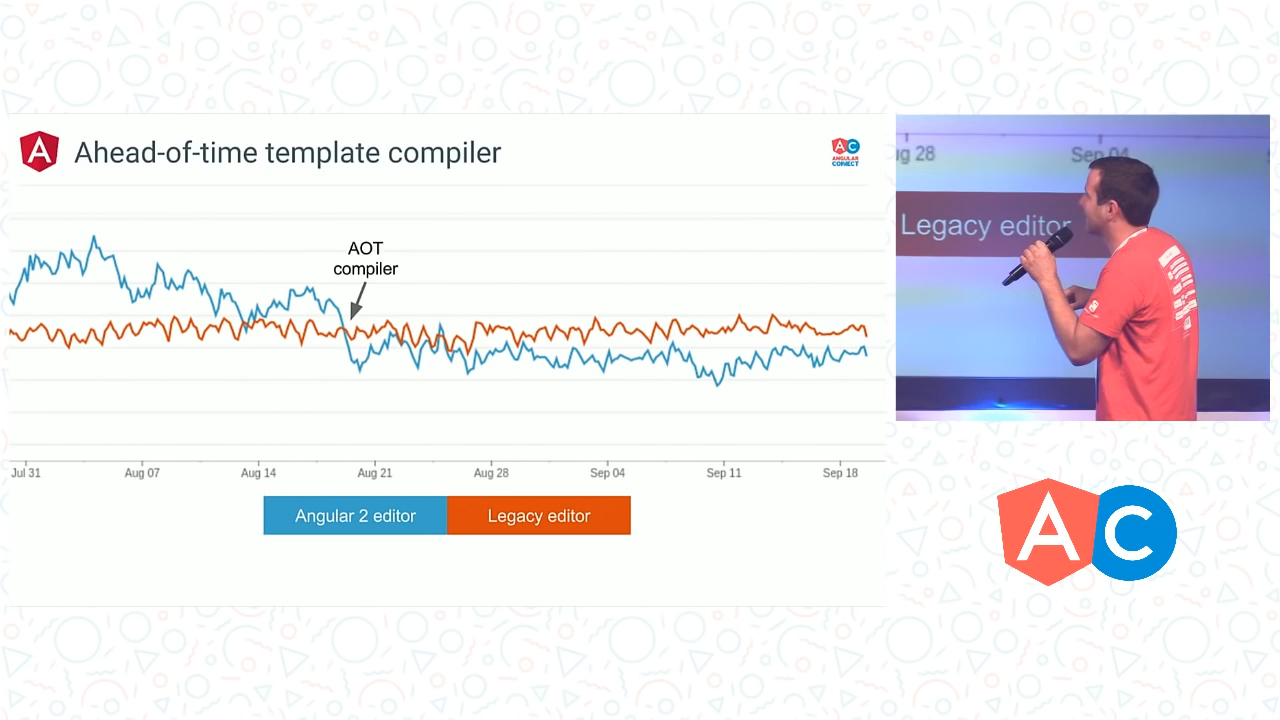 A
Ahead-of-time template compiler
AC
ANGULAR
CONNECT
AOT
compiler
Jul 31
Aug 07
Aug 14
Aug 21
Aug 28
Sep 04
Sep 11
Sep 18
Angular 2 editor
Legacy editor
ug 28
Sep 04
Legacy editor
AC